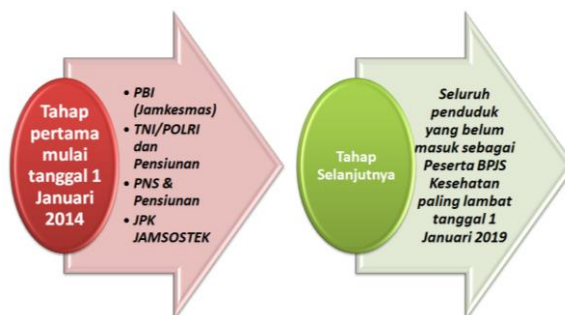 Tahap
pertama
mulai
tanggal 1
Januari
2014
• PBI
(Jamkesmas)
• TNI/POLRI
dan
Pensiunan
• PNS &
Pensiunan
• JPK
JAMSOSTEK
Tahap
Selanjutnya
Seluruh
penduduk
yang belum
masuk sebagai
Peserta BPJS
Kesehatan
paling lambat
tanggal 1
Januari 2019